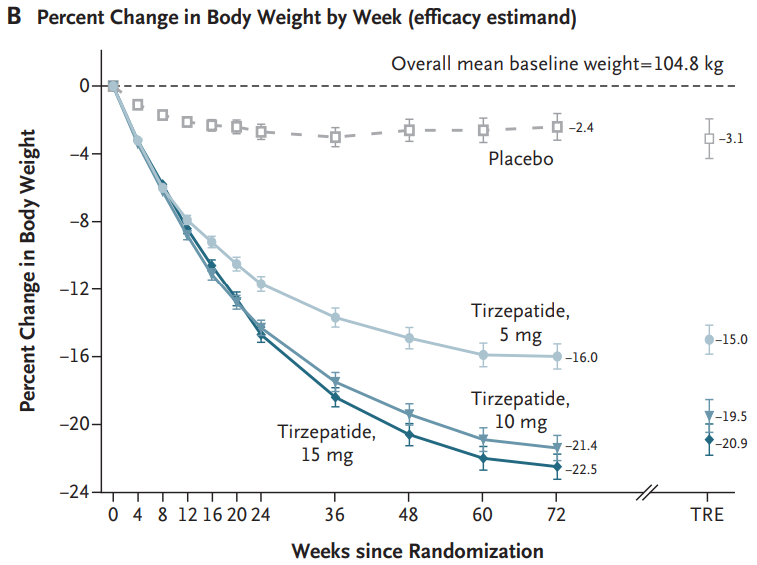 B Percent Change in Body Weight by Week (efficacy estimand)
Overall mean baseline weight=104.8 kg
Percent Change in Body Weight
0
−4
−8
−12
−16
−20
−24
−2.4
Placebo
−3.1
Tirzepatide,
5 mg
−16.0
−15.0
Tirzepatide,
10 mg
−21.4
−19.5
Tirzepatide,
15 mg
−22.5
−20.9
0 4 8 12 16 20 24 36 48 60 72 TRE
Weeks since Randomization